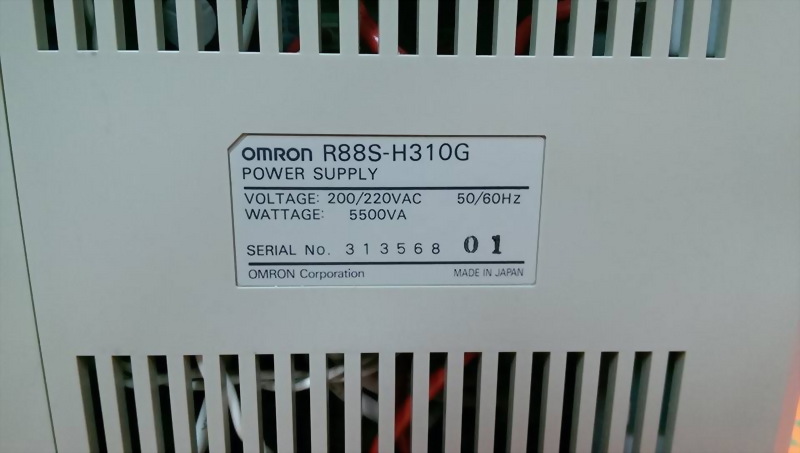 omron R88S-H310G
POWER SUPPLY
VOLTAGE: 200/220VAC 50/60Hz
WATTAGE: 5500VA
SERIAL No. 313568 01
OMRON Corporation MADE IN JAPAN